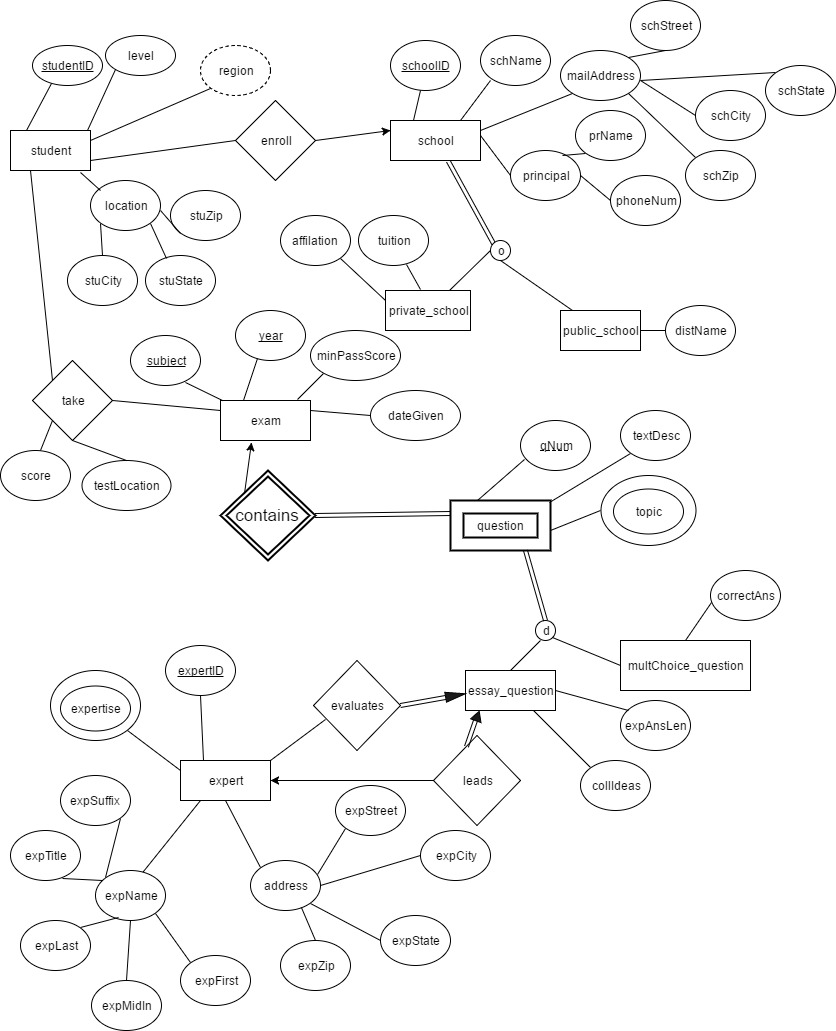 schStreet
studentID
level
region
schoolID
schName
mailAddress
schState
schCity
student
enroll
school
prName
principal
schZip
phoneNum
location
stuZip
affilation
tuition
o
stuCity
stuState
private_school
public_school
distName
subject
year
minPassScore
take
exam
dateGiven
score
testLocation
qNum
textDesc
contains
question
topic
correctAns
d
multChoice_question
expertID
expertise
evaluates
essay_question
expAnsLen
expert
leads
collIdeas
expSuffix
expStreet
expTitle
expCity
expName
address
expLast
expState
expZip
expFirst
expMidIn